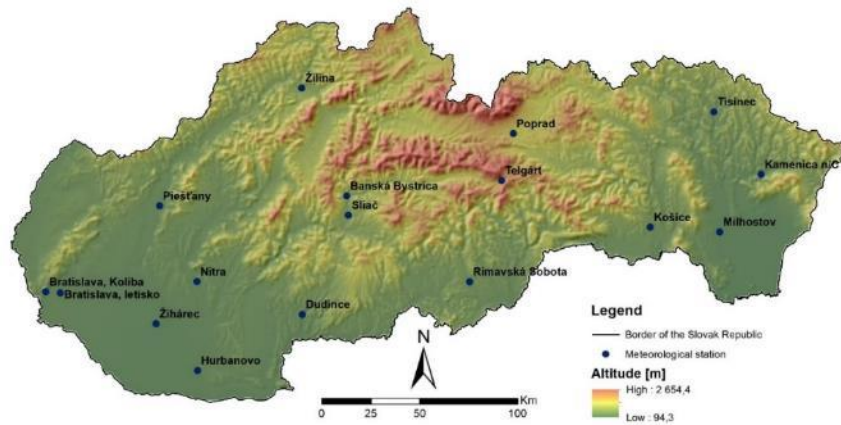 Žilina
Tisinec
Poprad
Kamenica n.C
Telgárt
Banská Bystrica
Piešťany
Sliač
Košice
Milhostov
Nitra
Rimavská Sobota
Bratislava, Koliba
Bratislava, letisko
Dudince
Žihárec
Hurbanovo
N
Km
0 25 50 100
Legend
Border of the Slovak Republic
Meteorological station
Altitude [m]
High : 2 654,4
Low : 94,3